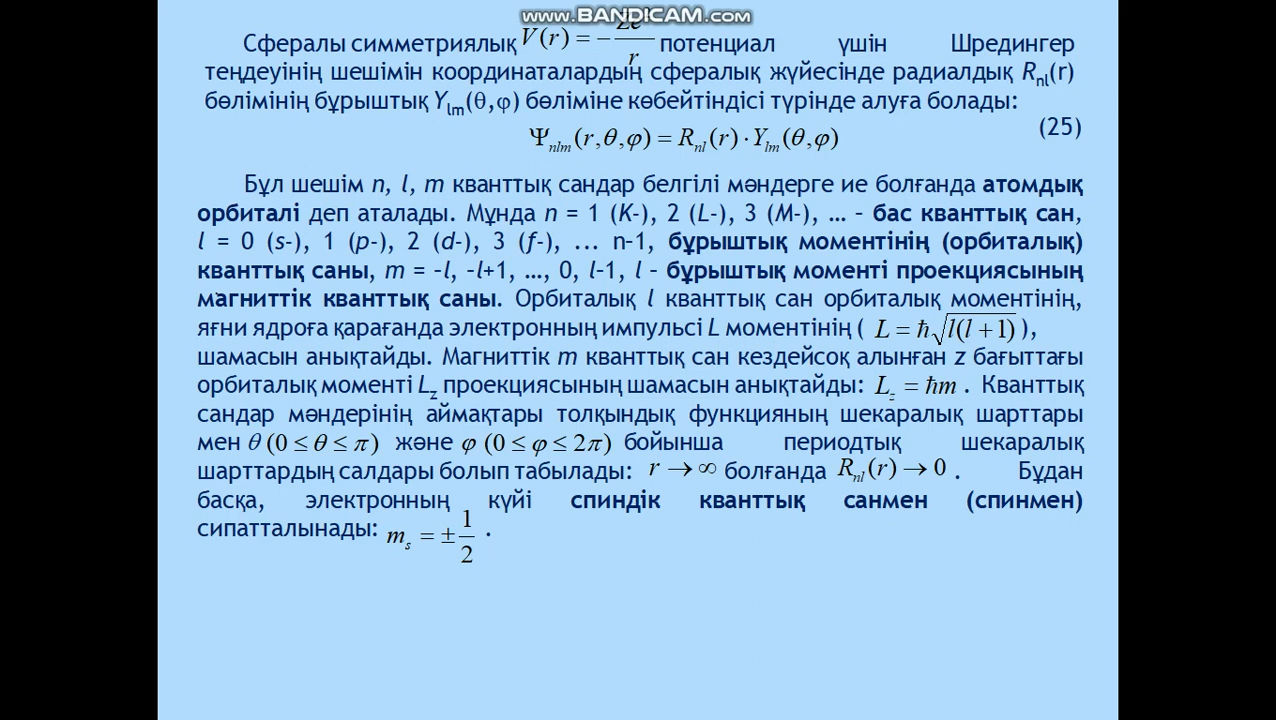 www.BANDICAM.com
Сфералы симметриялық V(r) = −Ze/r потенциал үшін Шредингер
теңдеуінің шешімін координаталардың сфералық жүйесінде радиалдық Rnl(r)
бөлімінің бұрыштық Ylm(θ,φ) бөліміне көбейтіндісі түрінде алуға болады:
(25)
Ψnlm(r,θ,φ) = Rnl(r)·Ylm(θ,φ)
Бұл шешім n, l, m кванттық сандар белгілі мәндерге ие болғанда атомдық
орбиталі деп аталады. Мұнда n = 1 (K-), 2 (L-), 3 (M-), … – бас кванттық сан,
l = 0 (s-), 1 (p-), 2 (d-), 3 (f-), ... n–1, бұрыштық моментінің (орбиталық)
кванттық саны, m = –l, –l+1, …, 0, l–1, l – бұрыштық моменті проекциясының
магниттік кванттық саны. Орбиталық l кванттық сан орбиталық моментінің,
яғни ядроға қарағанда электронның импульсі L моментінің ( L = ħ√l(l+1) ),
шамасын анықтайды. Магниттік m кванттық сан кездейсоқ алынған z бағыттағы
орбиталық моменті Lz проекциясының шамасын анықтайды: Lz = ħm . Кванттық
сандар мәндерінің аймақтары толқындық функцияның шекаралық шарттары
мен θ (0 ≤ θ ≤ π) және φ (0 ≤ φ ≤ 2π) бойынша периодтық шекаралық
шарттардың салдары болып табылады: r → ∞ болғанда Rnl(r) → 0 . Бұдан
басқа, электронның күйі спиндік кванттық санмен (спинмен)
сипатталынады: ms = ±1/2 .